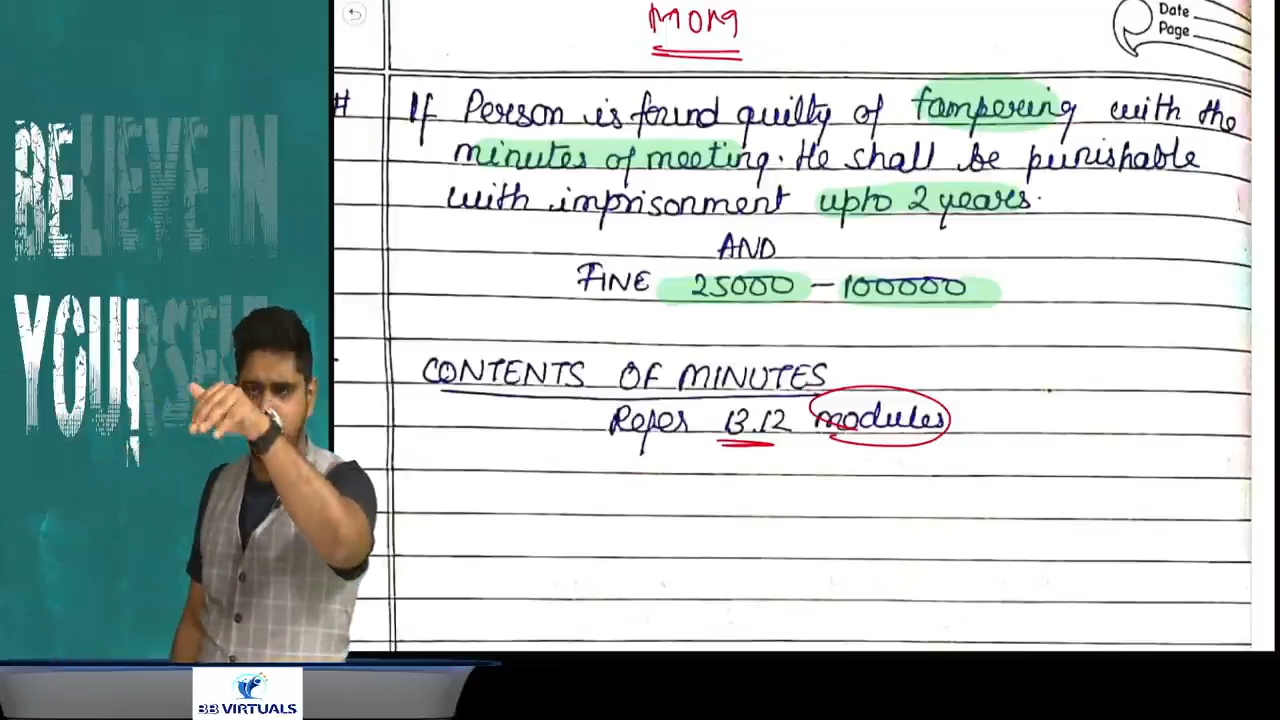 MOM
Date
Page
BELIEVE IN
YOURSELF
# If Person is found guilty of tampering with the
minutes of meeting. He shall be punishable
with imprisonment upto 2 years.
AND
FINE 25000 – 100000
CONTENTS OF MINUTES
Refer 13.12 modules
BB VIRTUALS